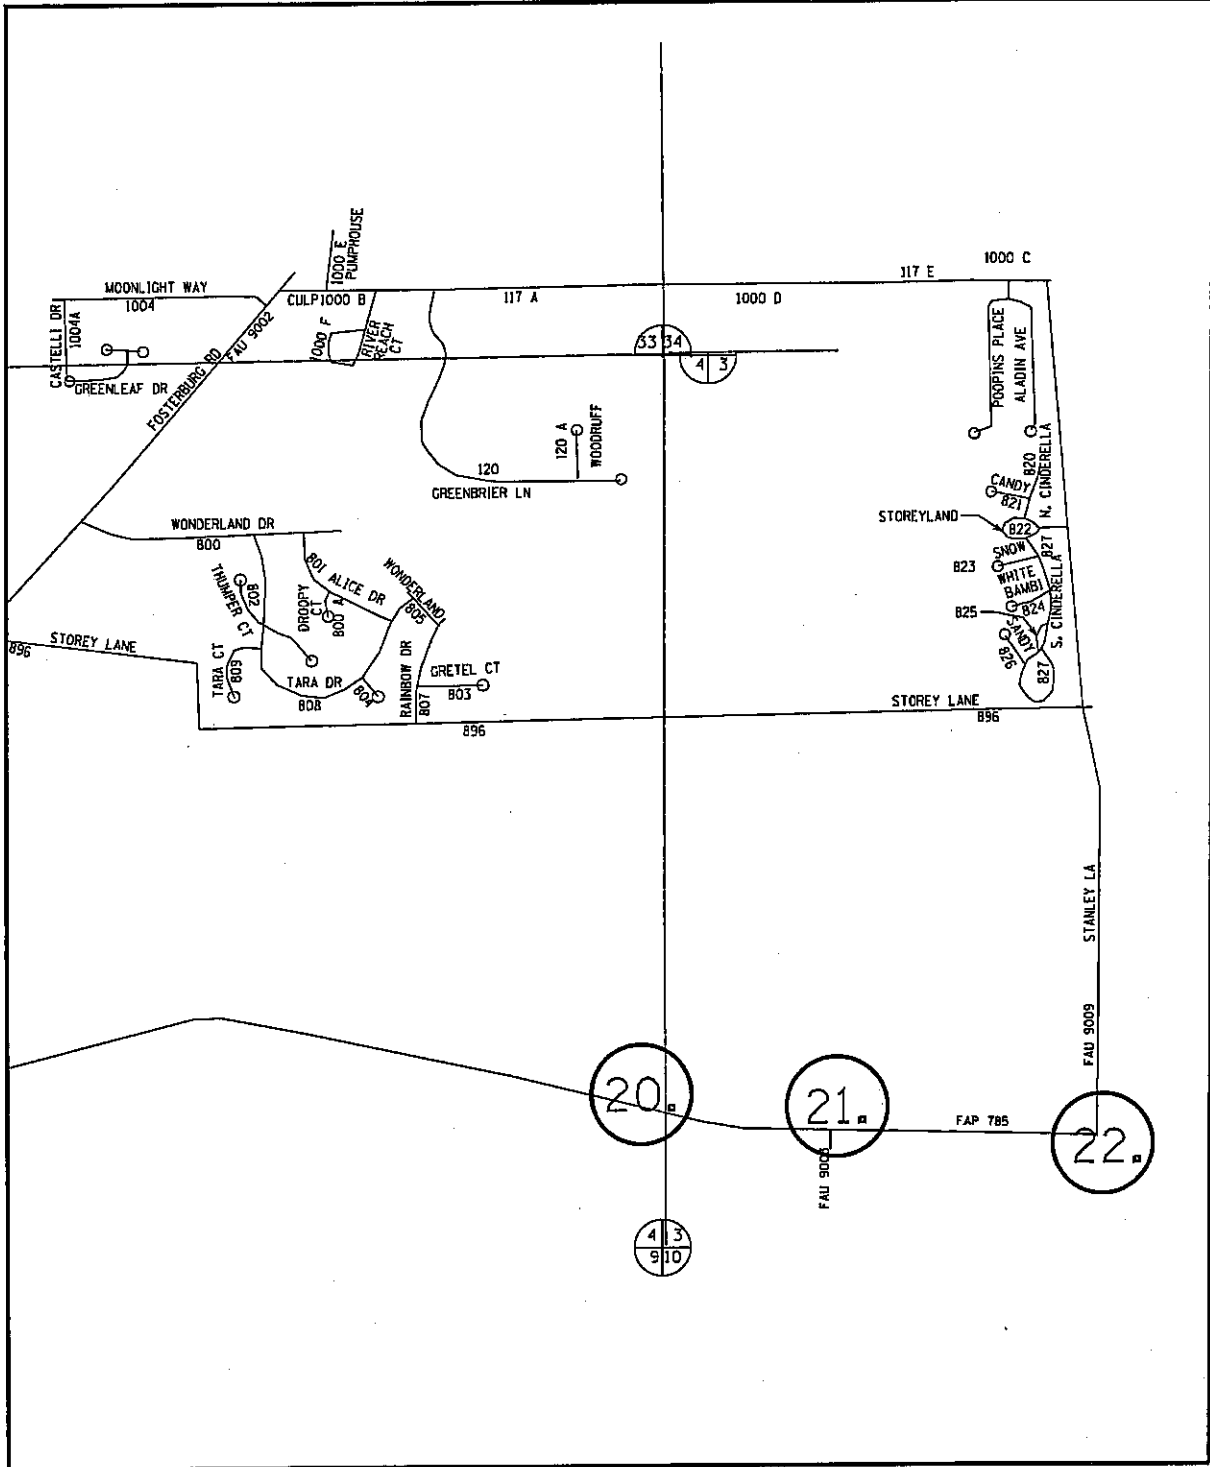 1000 E
PUMPHOUSE
1000 C
117 E
MOONLIGHT WAY
1004
CULP 1000 B
117 A
1000 D
CASTELLI DR
1004A
GREENLEAF DR
FOSTERBURG RD
FAU 9002
1000 F
RIVER
REACH
CT
33 34
4 3
POOPINS PLACE
ALADIN AVE
120 A
WOODRUFF
120
GREENBRIER LN
820
N. CINDERELLA
CANDY
821
STOREYLAND
822
827
WONDERLAND DR
800
801 ALICE DR
THUMPER CT
802
DROOPY
CT
800 A
WONDERLAND
805
SNOW
823
WHITE
BAMBI
824
825
SANDY
826
S. CINDERELLA
827
896
STOREY LANE
TARA CT
809
TARA DR
808
804
RAINBOW DR
807
GRETEL CT
803
STOREY LANE
896
896
STANLEY LA
FAU 9009
20.
21.
FAP 785
22.
FAU 9003
4 3
9 10